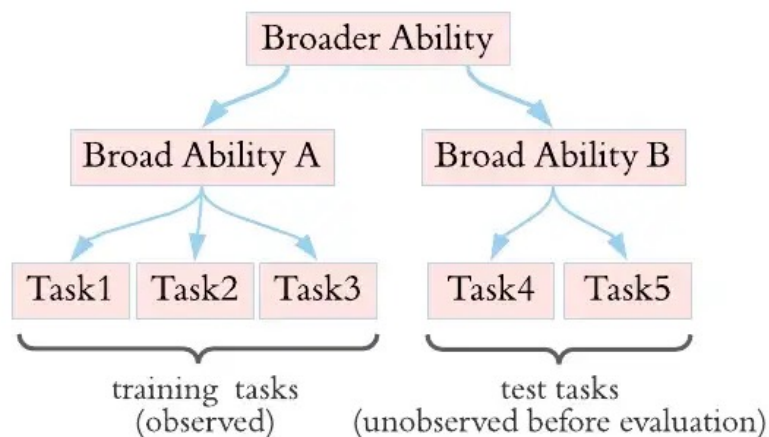 Broader Ability
Broad Ability A
Broad Ability B
Task1
Task2
Task3
Task4
Task5
training tasks
(observed)
test tasks
(unobserved before evaluation)